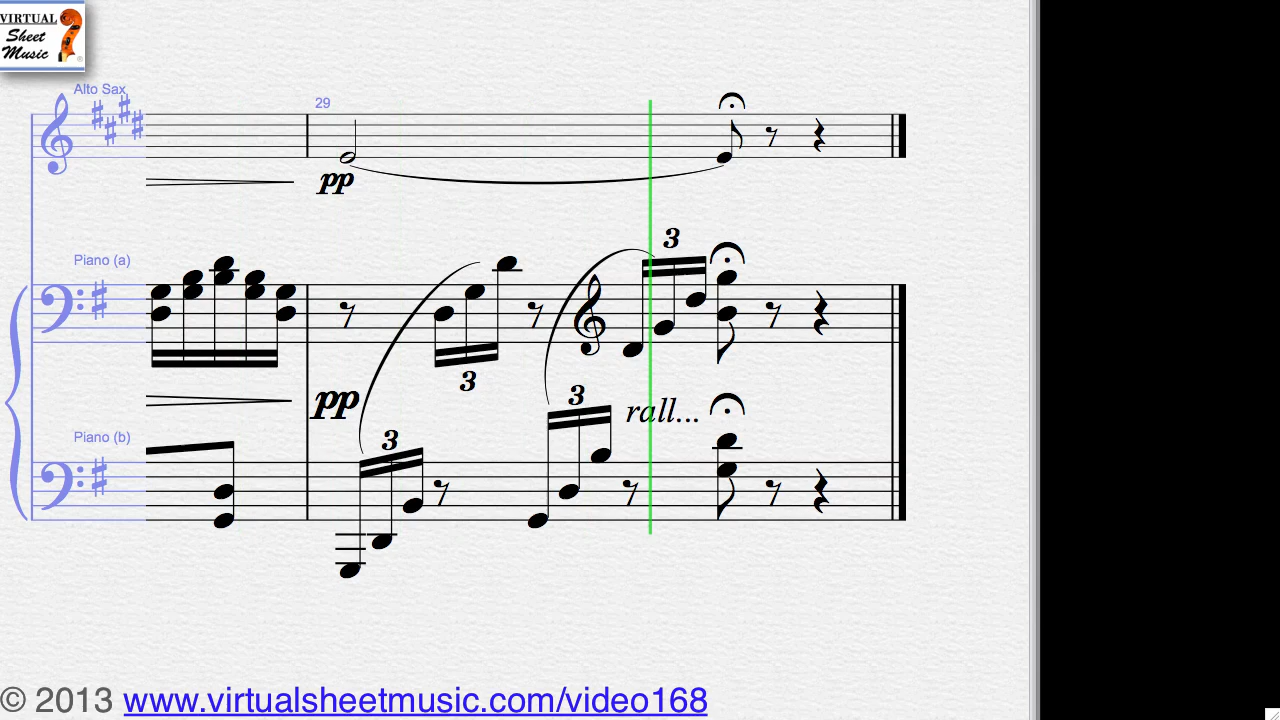 VIRTUAL
Sheet
Music
Alto Sax
29
pp
Piano (a)
3
3
pp
3
rall...
Piano (b)
3
© 2013 www.virtualsheetmusic.com/video168